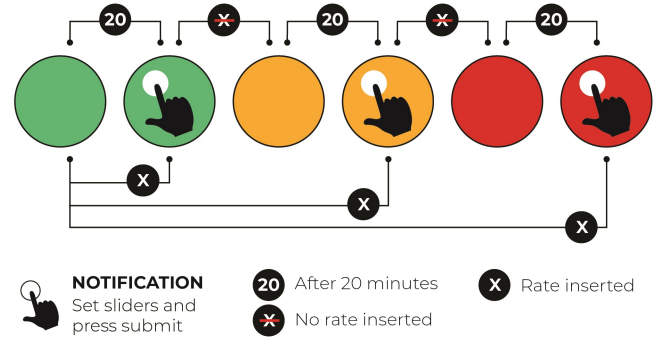 20 X 20 X 20
X
X
X
NOTIFICATION
Set sliders and
press submit
20 After 20 minutes
X No rate inserted
X Rate inserted